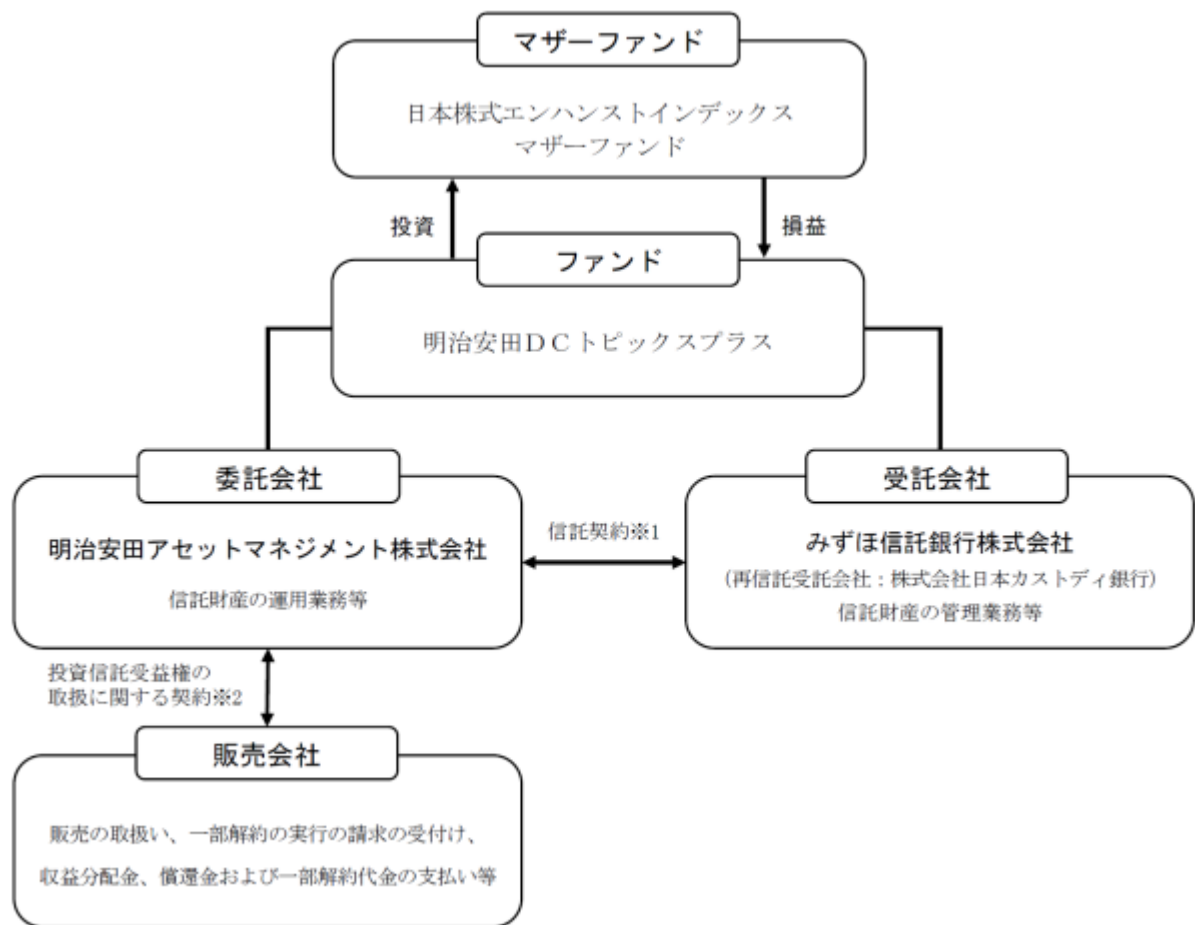 マザーファンド
日本株式エンハンストインデックス
マザーファンド
投資
損益
ファンド
明治安田DCトピックスプラス
委託会社
明治安田アセットマネジメント株式会社
信託財産の運用業務等
信託契約※1
受託会社
みずほ信託銀行株式会社
(再信託受託会社:株式会社日本カストディ銀行)
信託財産の管理業務等
投資信託受益権の
取扱に関する契約※2
販売会社
販売の取扱い、一部解約の実行の請求の受付け、
収益分配金、償還金および一部解約代金の支払い等